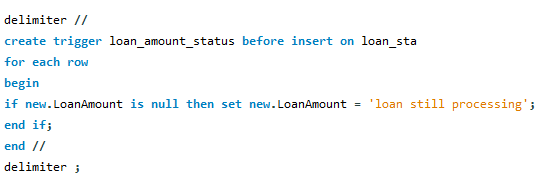 delimiter //
create trigger loan_amount_status before insert on loan_sta
for each row
begin
if new.LoanAmount is null then set new.LoanAmount = 'loan still processing';
end if;
end //
delimiter ;